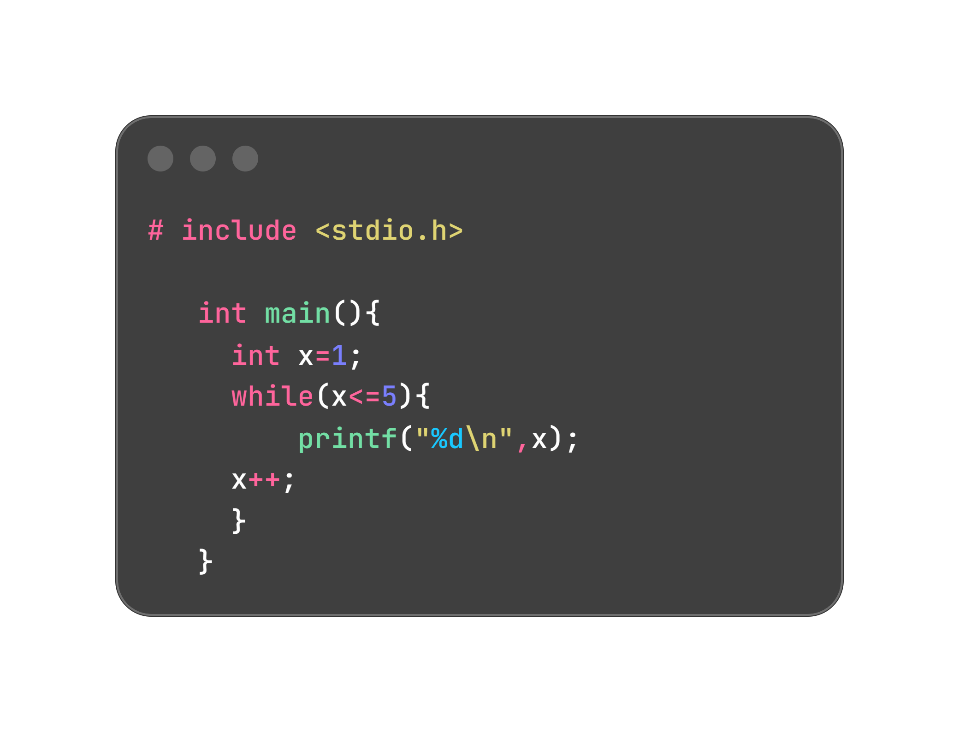 # include <stdio.h>
int main(){
int x=1;
while(x<=5){
printf("%d\n",x);
x++;
}
}